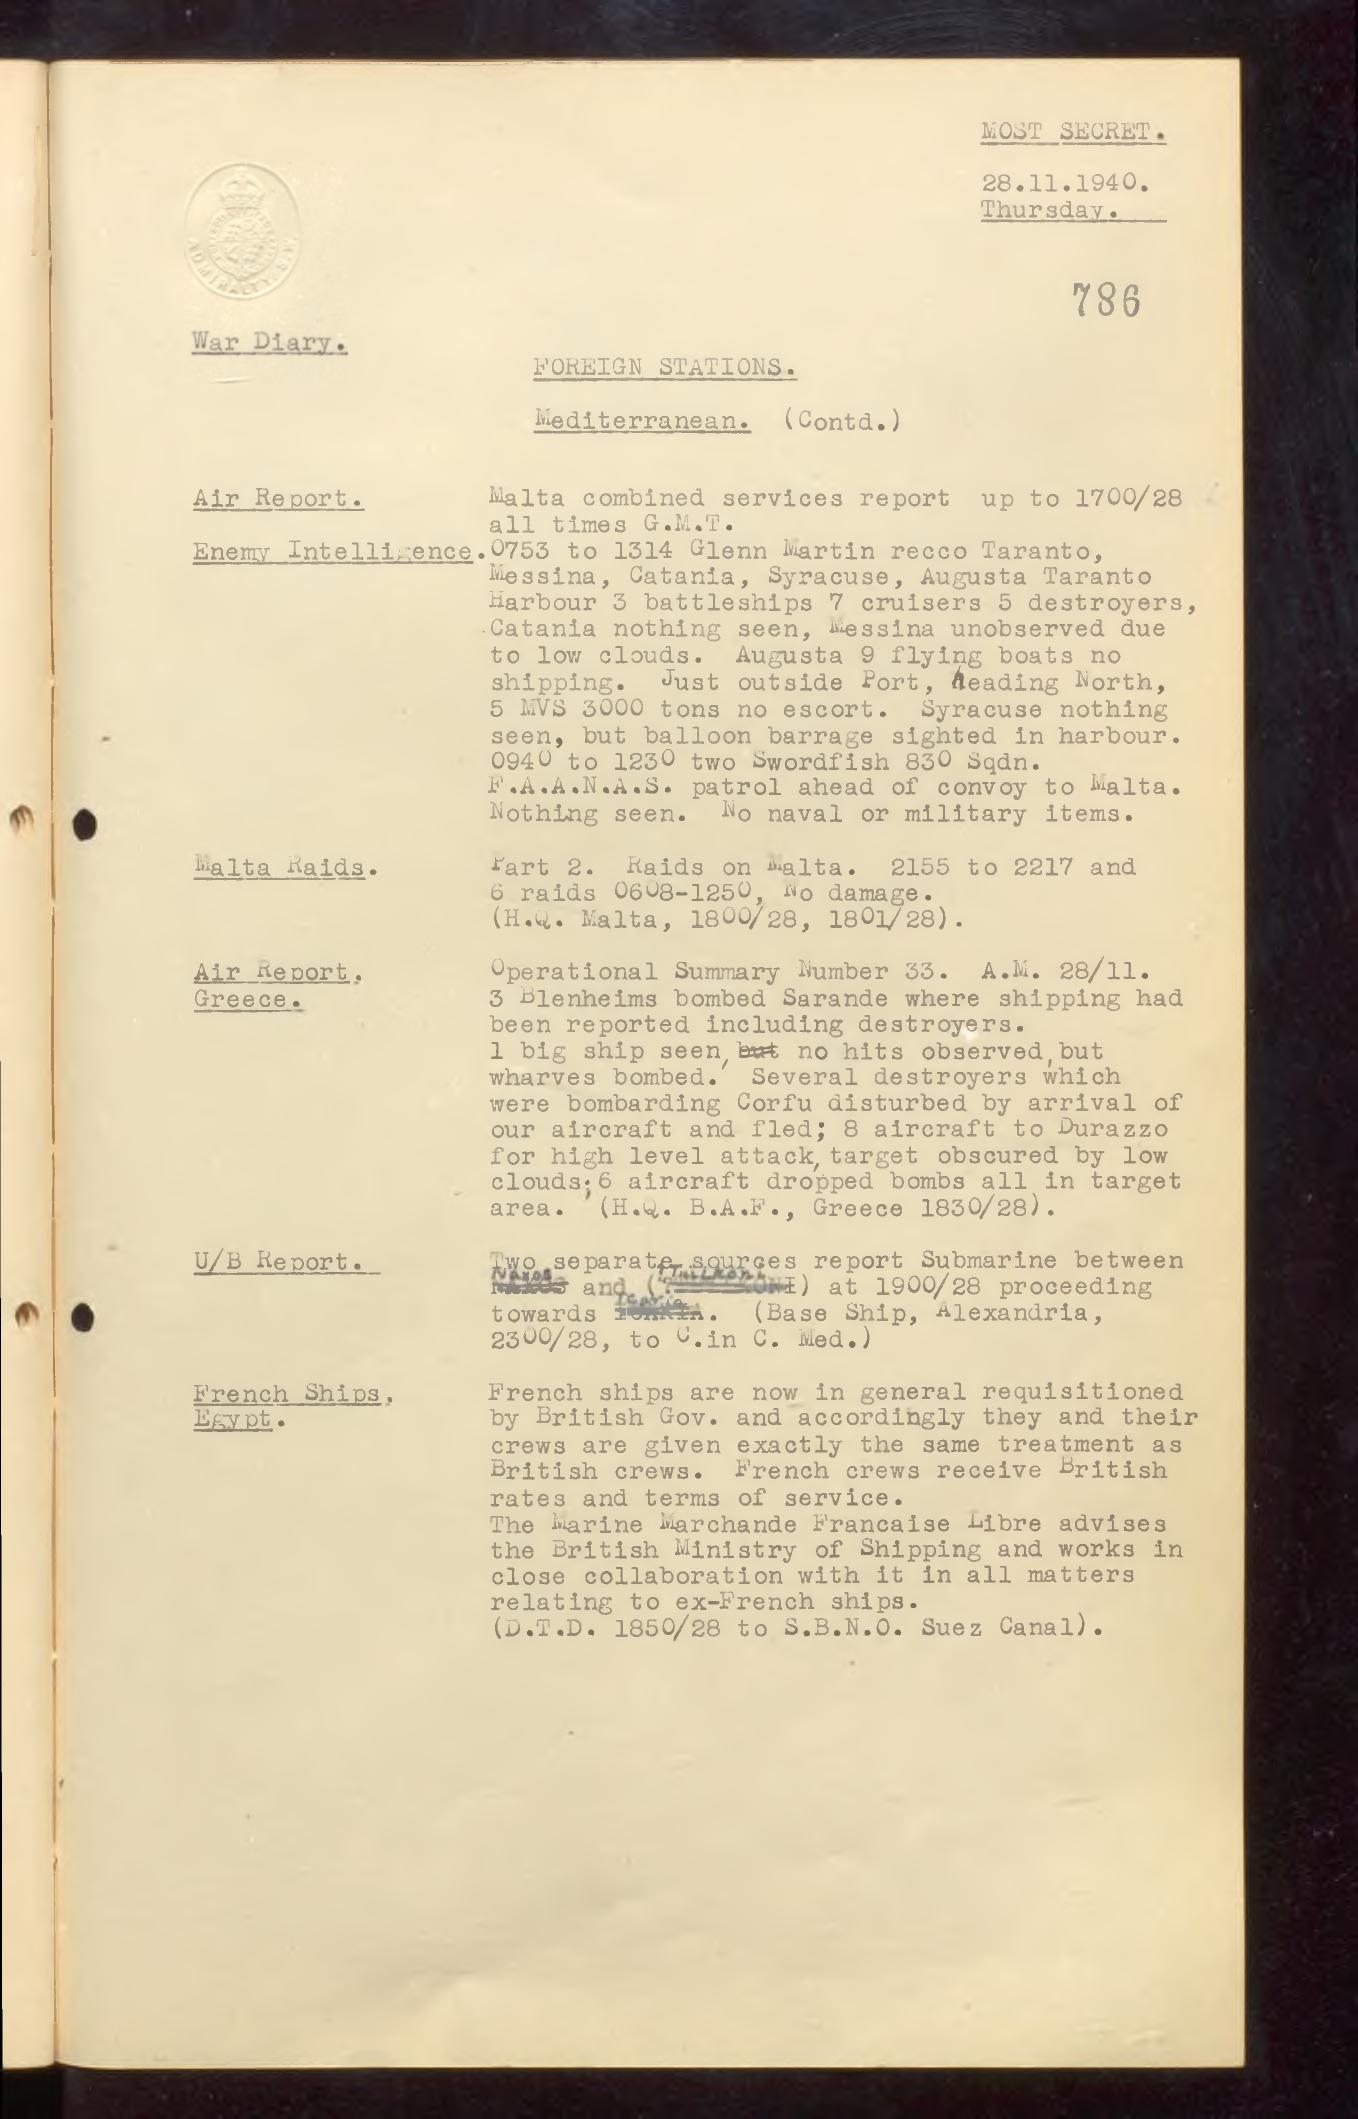 MOST SECRET.
28.11.1940.
Thursday.
ADMIRALTY. S.W.
786
War Diary.
FOREIGN STATIONS.
Mediterranean. (Contd.)
Air Report. Malta combined services report up to 1700/28
all times G.M.T.
Enemy Intelligence. 0753 to 1314 Glenn Martin recco Taranto,
Messina, Catania, Syracuse, Augusta Taranto
Harbour 3 battleships 7 cruisers 5 destroyers,
Catania nothing seen, Messina unobserved due
to low clouds. Augusta 9 flying boats no
shipping. Just outside Port, heading North,
5 MVS 3000 tons no escort. Syracuse nothing
seen, but balloon barrage sighted in harbour.
0940 to 1230 two Swordfish 830 Sqdn.
F.A.A.N.A.S. patrol ahead of convoy to Malta.
Nothing seen. No naval or military items.
Malta Raids. Part 2. Raids on Malta. 2155 to 2217 and
6 raids 0608-1250, No damage.
(H.Q. Malta, 1800/28, 1801/28).
Air Report. Operational Summary Number 33. A.M. 28/11.
Greece. 3 Blenheims bombed Sarande where shipping had
been reported including destroyers.
1 big ship seen, but no hits observed, but
wharves bombed. Several destroyers which
were bombarding Corfu disturbed by arrival of
our aircraft and fled; 8 aircraft to Durazzo
for high level attack, target obscured by low
clouds; 6 aircraft dropped bombs all in target
area. (H.Q. B.A.F., Greece 1830/28).
U/B Report. Two separate sources report Submarine between
Naxos and () at 1900/28 proceeding
towards Icaria. (Base Ship, Alexandria,
2300/28, to C.in C. Med.)
French Ships. French ships are now in general requisitioned
Egypt. by British Gov. and accordingly they and their
crews are given exactly the same treatment as
British crews. French crews receive British
rates and terms of service.
The Marine Marchande Francaise Libre advises
the British Ministry of Shipping and works in
close collaboration with it in all matters
relating to ex-French ships.
(D.T.D. 1850/28 to S.B.N.O. Suez Canal).